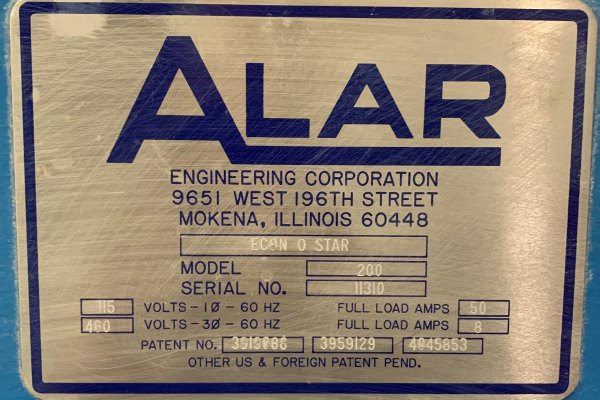 ALAR
ENGINEERING CORPORATION
9651 WEST 196TH STREET
MOKENA, ILLINOIS 60448
ECON O STAR
MODEL 200
SERIAL NO. 11310
115 VOLTS - 1Ø - 60 HZ FULL LOAD AMPS 50
460 VOLTS - 3Ø - 60 HZ FULL LOAD AMPS 8
PATENT NO. 3959129
OTHER US & FOREIGN PATENT PEND.